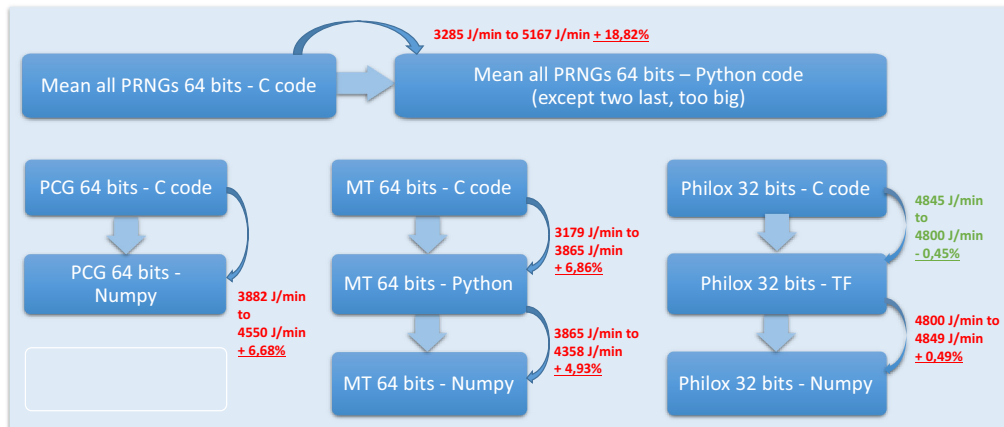 3285 J/min to 5167 J/min + 18,82%
Mean all PRNGs 64 bits - C code
Mean all PRNGs 64 bits – Python code
(except two last, too big)
PCG 64 bits - C code
PCG 64 bits -
Numpy
3882 J/min
to
4550 J/min
+ 6,68%
MT 64 bits - C code
3179 J/min to
3865 J/min
+ 6,86%
MT 64 bits - Python
3865 J/min to
4358 J/min
+ 4,93%
MT 64 bits - Numpy
Philox 32 bits - C code
4845 J/min
to
4800 J/min
- 0,45%
Philox 32 bits - TF
4800 J/min to
4849 J/min
+ 0,49%
Philox 32 bits - Numpy